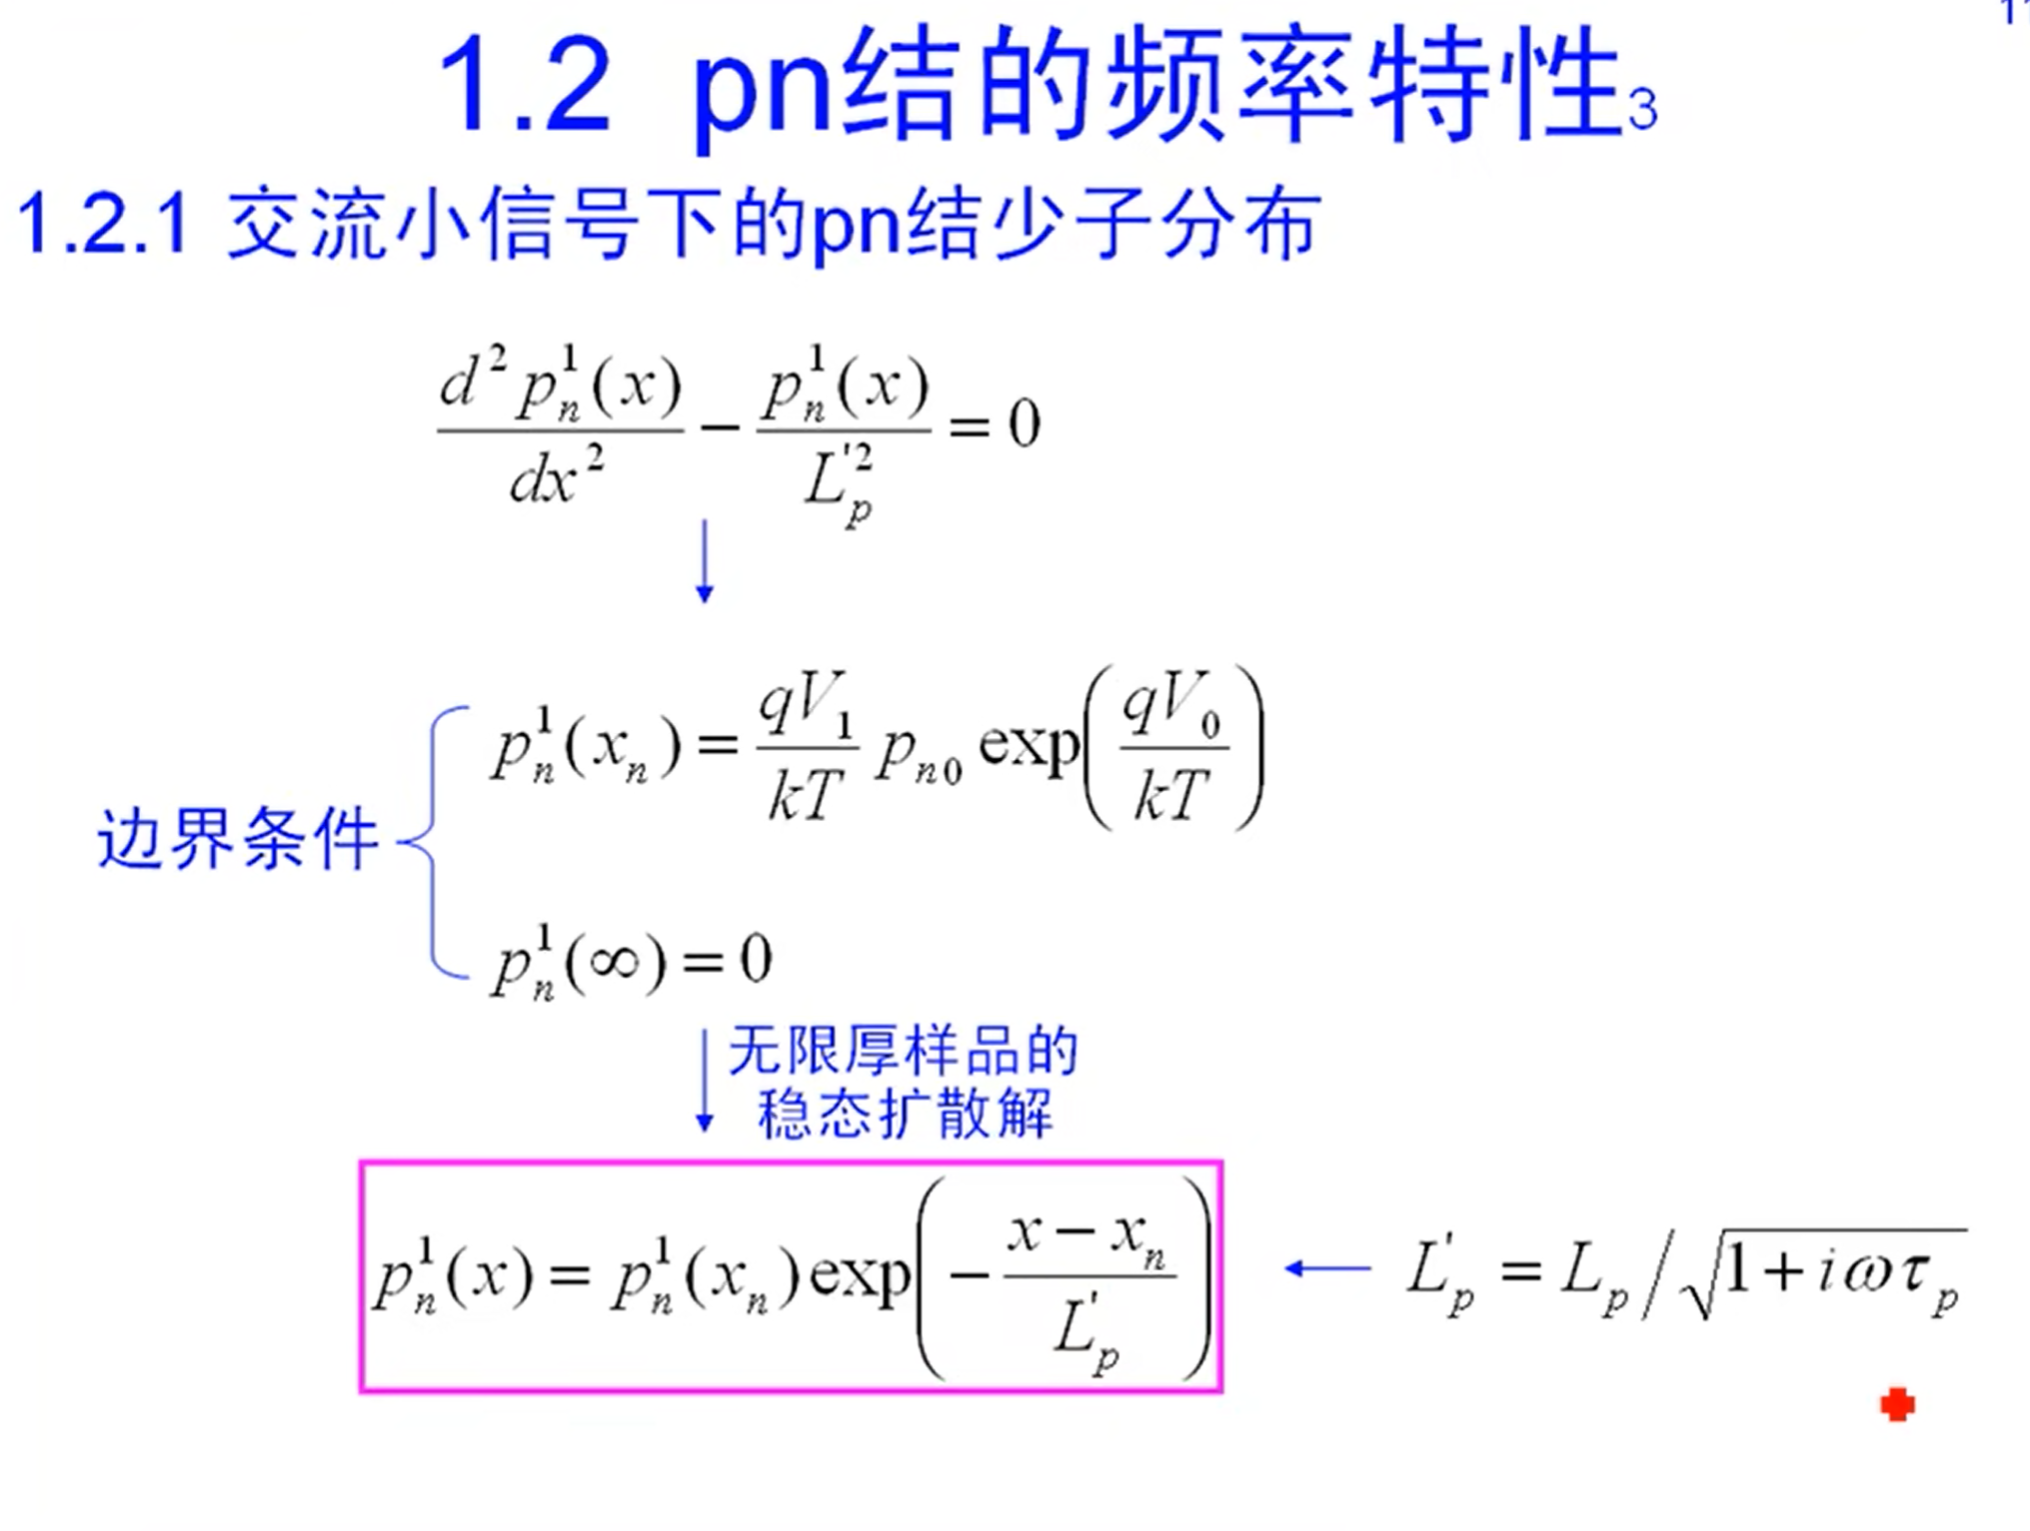 11
1.2 pn结的频率特性3
1.2.1 交流小信号下的pn结少子分布
$\frac{d^2 p_n^1(x)}{dx^2} - \frac{p_n^1(x)}{L_p^{'2}} = 0$
$p_n^1(x_n) = \frac{qV_1}{kT} p_{n0} \exp\left(\frac{qV_0}{kT}\right)$
边界条件
$p_n^1(\infty) = 0$
无限厚样品的
稳态扩散解
$p_n^1(x) = p_n^1(x_n) \exp\left(-\frac{x - x_n}{L_p^{'}}\right)$ ← $L_p^{'} = L_p / \sqrt{1 + i\omega\tau_p}$